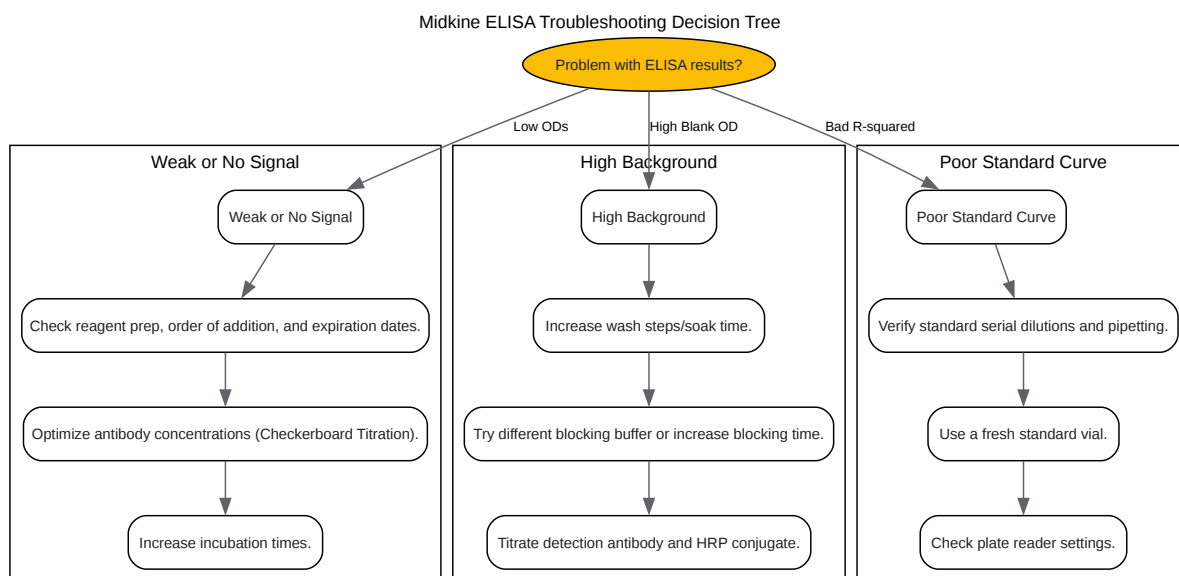 Midkine ELISA Troubleshooting Decision Tree
Problem with ELISA results?
Low ODs
High Blank OD
Bad R-squared
Weak or No Signal
High Background
Poor Standard Curve
Weak or No Signal
High Background
Poor Standard Curve
Check reagent prep, order of addition, and expiration dates.
Increase wash steps/soak time.
Verify standard serial dilutions and pipetting.
Optimize antibody concentrations (Checkerboard Titration).
Try different blocking buffer or increase blocking time.
Use a fresh standard vial.
Increase incubation times.
Titrate detection antibody and HRP conjugate.
Check plate reader settings.